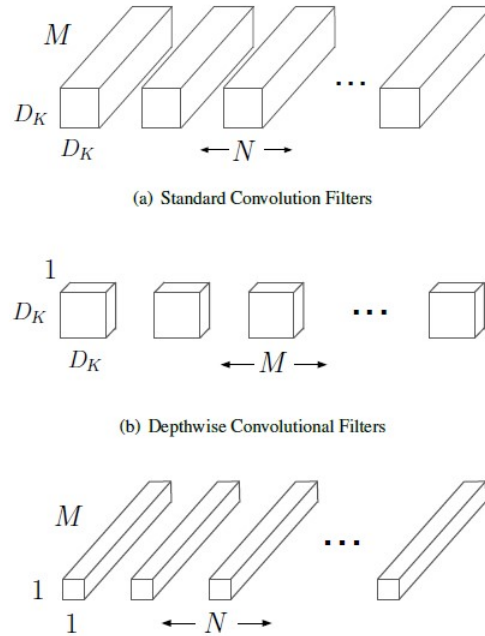 M
D_K
D_K
N
...
(a) Standard Convolution Filters
1
D_K
D_K
M
...
(b) Depthwise Convolutional Filters
M
1
1
N
...